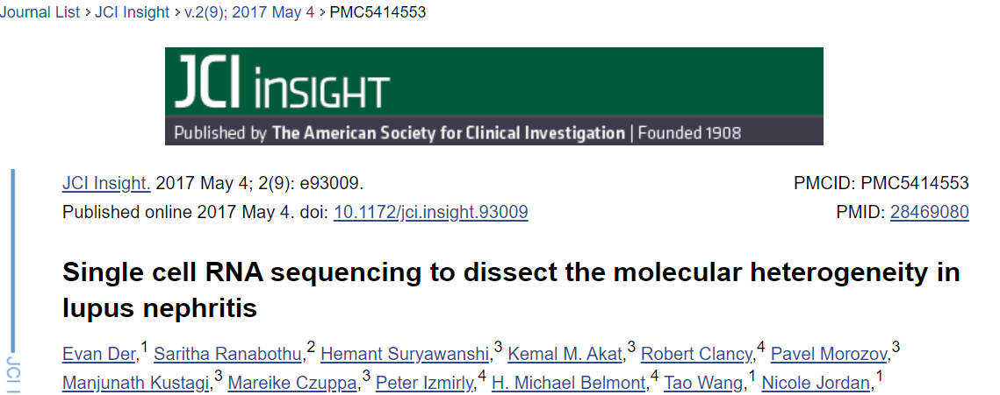 Journal List > JCI Insight > v.2(9); 2017 May 4 > PMC5414553
JCI insight
Published by The American Society for Clinical Investigation | Founded 1908
JCI Insight. 2017 May 4; 2(9): e93009.
PMCID: PMC5414553
Published online 2017 May 4. doi: 10.1172/jci.insight.93009
PMID: 28469080
Single cell RNA sequencing to dissect the molecular heterogeneity in
lupus nephritis
Evan Der,1 Saritha Ranabothu,2 Hemant Suryawanshi,3 Kemal M. Akat,3 Robert Clancy,4 Pavel Morozov,3
Manjunath Kustagi,3 Mareike Czuppa,3 Peter Izmirly,4 H. Michael Belmont,4 Tao Wang,1 Nicole Jordan,1
JCI